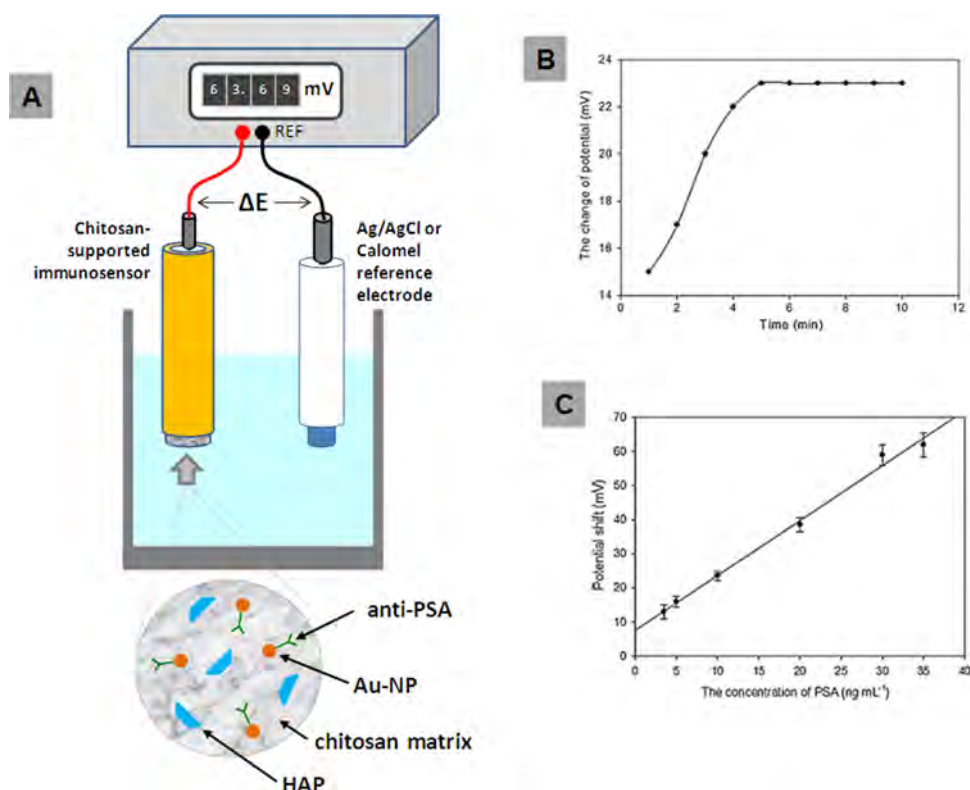 A
6 3. 6 9 mV
REF
ΔE
Chitosan-
supported
immunosensor
Ag/AgCl or
Calomel
reference
electrode
anti-PSA
Au-NP
chitosan matrix
HAP
B
The change of potential (mV)
24
22
20
18
16
14
0 2 4 6 8 10 12
Time (min)
C
Potential shift (mV)
70
60
50
40
30
20
10
0
0 5 10 15 20 25 30 35 40
The concentration of PSA (ng mL⁻¹)